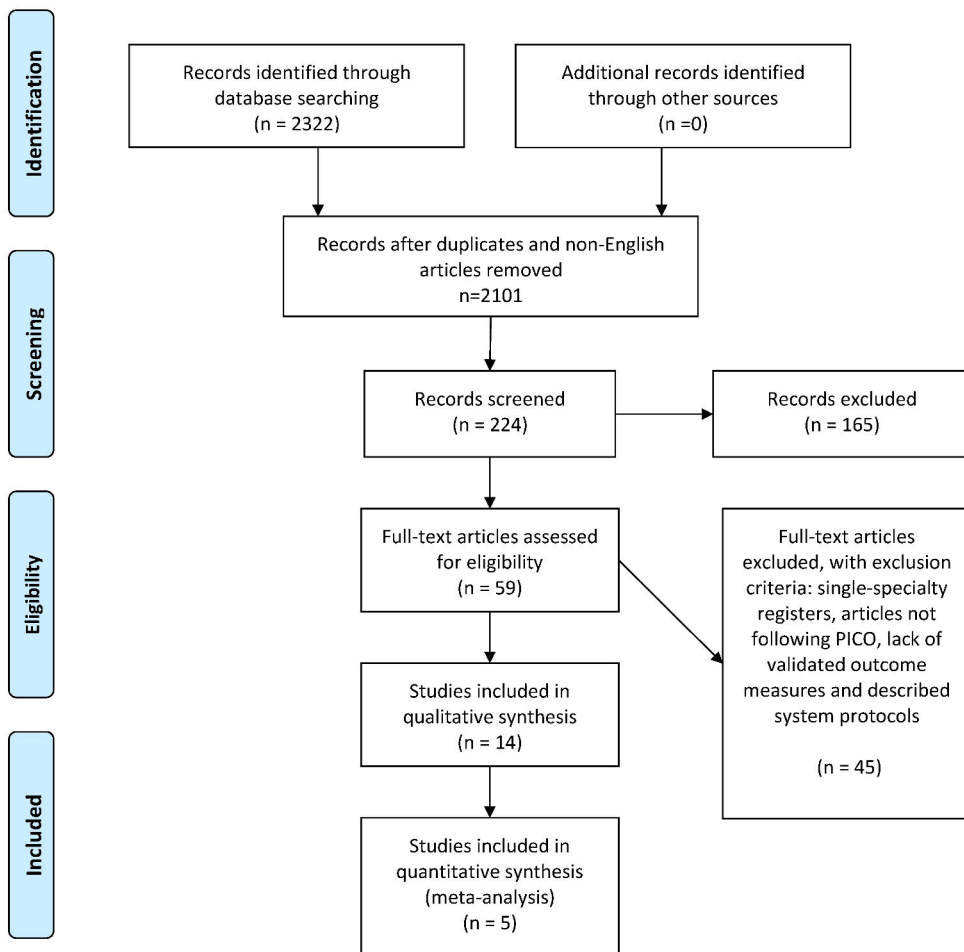 Identification
Records identified through
database searching
(n = 2322)
Additional records identified
through other sources
(n =0)
Records after duplicates and non-English
articles removed
n=2101
Screening
Records screened
(n = 224)
Records excluded
(n = 165)
Eligibility
Full-text articles assessed
for eligibility
(n = 59)
Full-text articles
excluded, with exclusion
criteria: single-specialty
registers, articles not
following PICO, lack of
validated outcome
measures and described
system protocols
(n = 45)
Studies included in
qualitative synthesis
(n = 14)
Included
Studies included in
quantitative synthesis
(meta-analysis)
(n = 5)